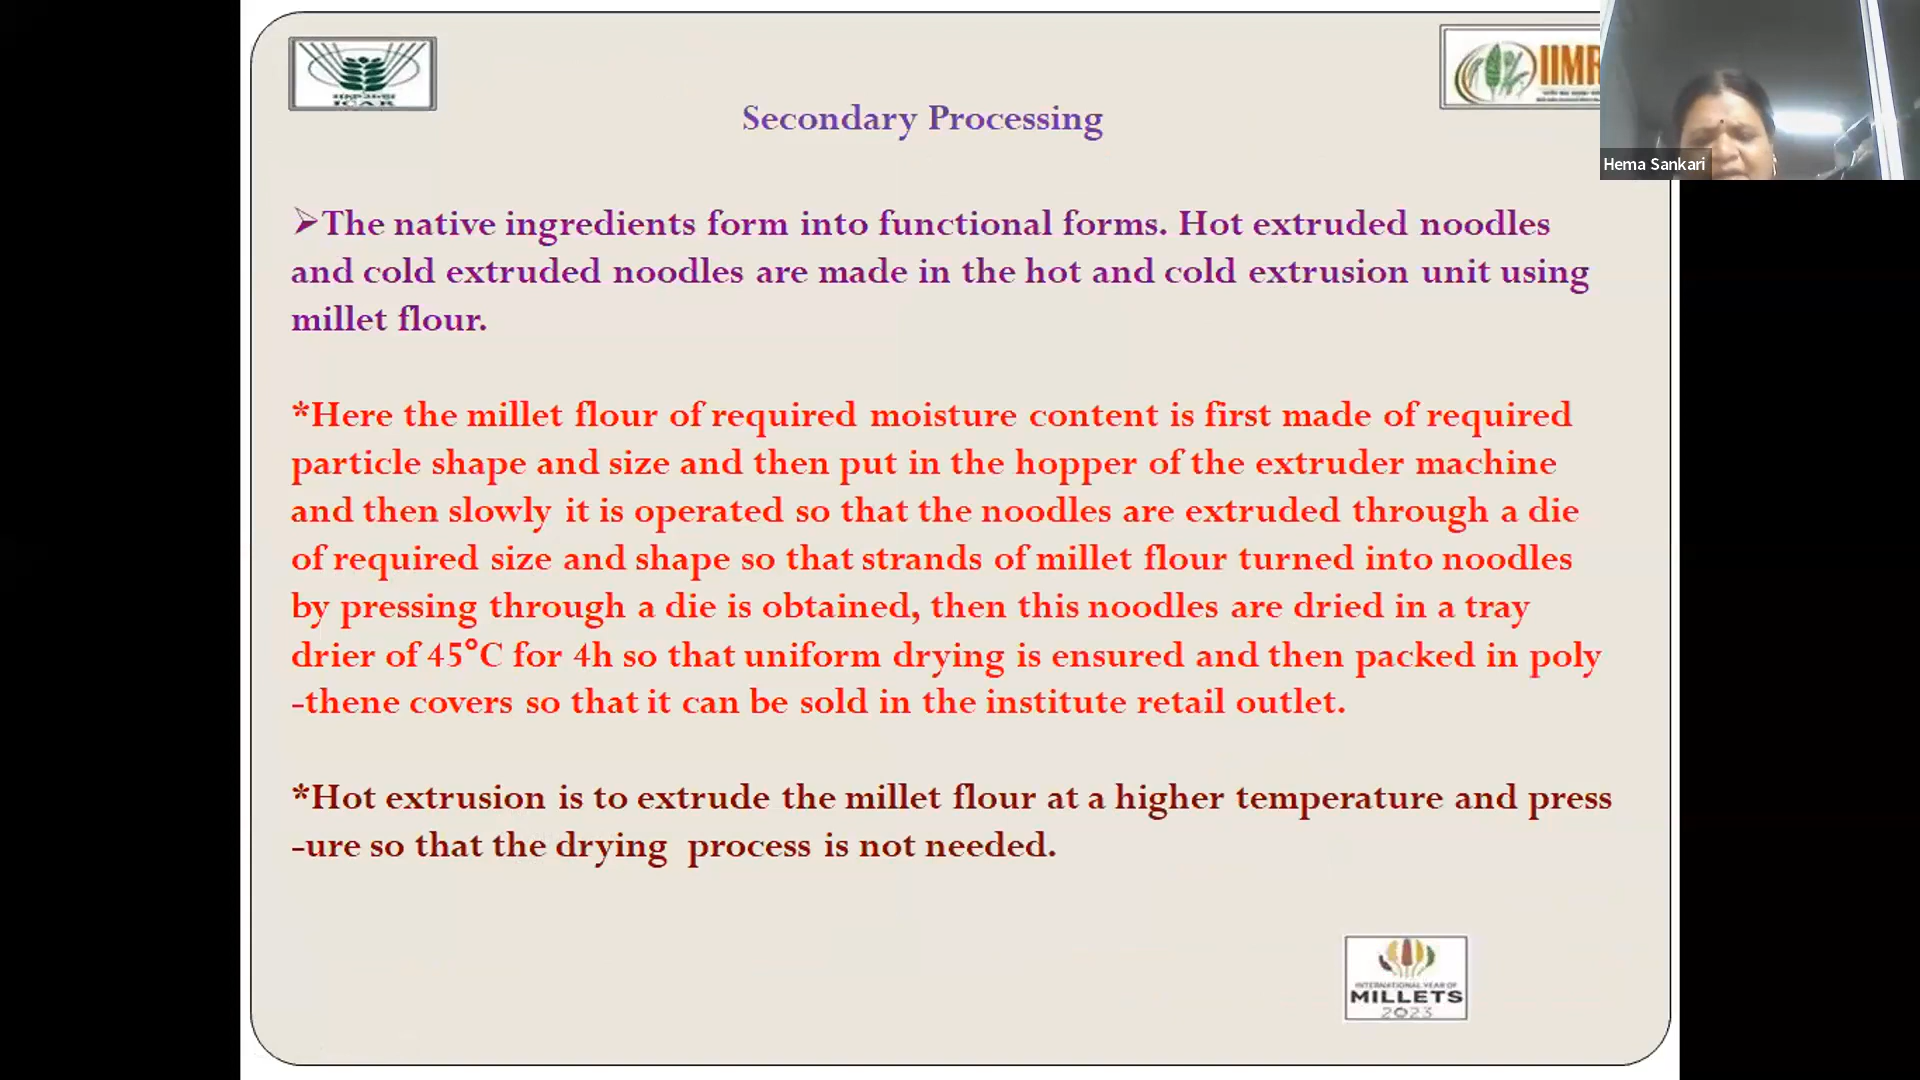 ICAR
IIMR
Hema Sankari
Secondary Processing
➢The native ingredients form into functional forms. Hot extruded noodles
and cold extruded noodles are made in the hot and cold extrusion unit using
millet flour.
*Here the millet flour of required moisture content is first made of required
particle shape and size and then put in the hopper of the extruder machine
and then slowly it is operated so that the noodles are extruded through a die
of required size and shape so that strands of millet flour turned into noodles
by pressing through a die is obtained, then this noodles are dried in a tray
drier of 45°C for 4h so that uniform drying is ensured and then packed in poly
-thene covers so that it can be sold in the institute retail outlet.
*Hot extrusion is to extrude the millet flour at a higher temperature and press
-ure so that the drying  process is not needed.
INTERNATIONAL YEAR OF
MILLETS
2023